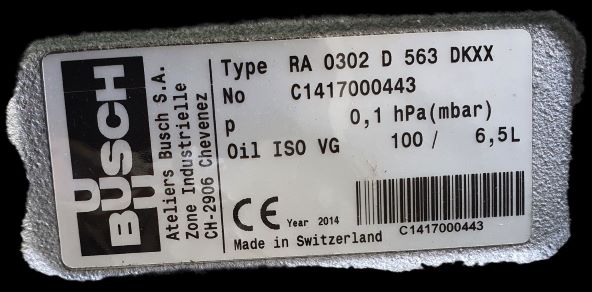 BUSCH
Ateliers Busch S.A.
Zone Industrielle
CH-2906 Chevenez
Type RA 0302 D 563 DKXX
No C1417000443
p 0,1 hPa(mbar)
Oil ISO VG 100 / 6,5L
CE Year 2014
Made in Switzerland
C1417000443